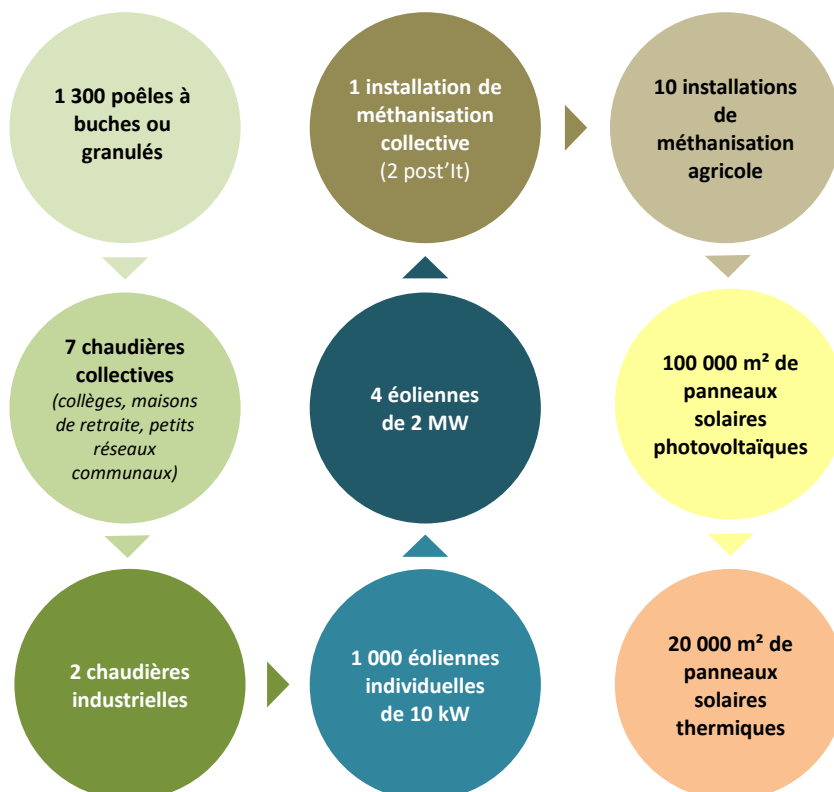 1 300 poêles à
buches ou
granulés
7 chaudières
collectives
(collèges, maisons
de retraite, petits
réseaux
communaux)
2 chaudières
industrielles
1 000 éoliennes
individuelles
de 10 kW
4 éoliennes
de 2 MW
1 installation de
méthanisation
collective
(2 post'It)
10 installations
de
méthanisation
agricole
100 000 m² de
panneaux
solaires
photovoltaïques
20 000 m² de
panneaux
solaires
thermiques